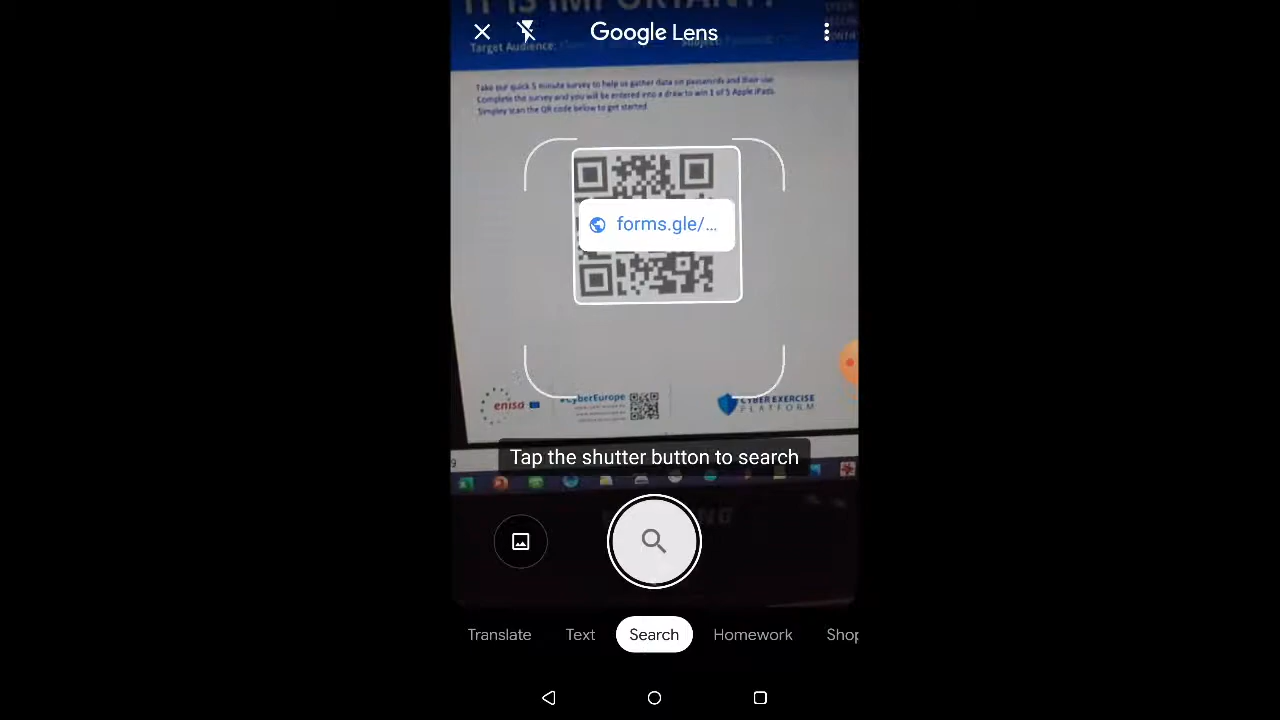 IT IS IMPORTANT!
Google Lens
Target Audience:
Subject:
Take our quick 5 minute survey to help us gather data on passwords and their use
Complete the survey and you will be entered into a draw to win 1 of 5 Apple iPads.
Simpley scan the QR code below to get started
forms.gle/...
enisa
#CyberEurope
CYBER EXERCISE
PLATFORM
Tap the shutter button to search
Translate
Text
Search
Homework
Shop